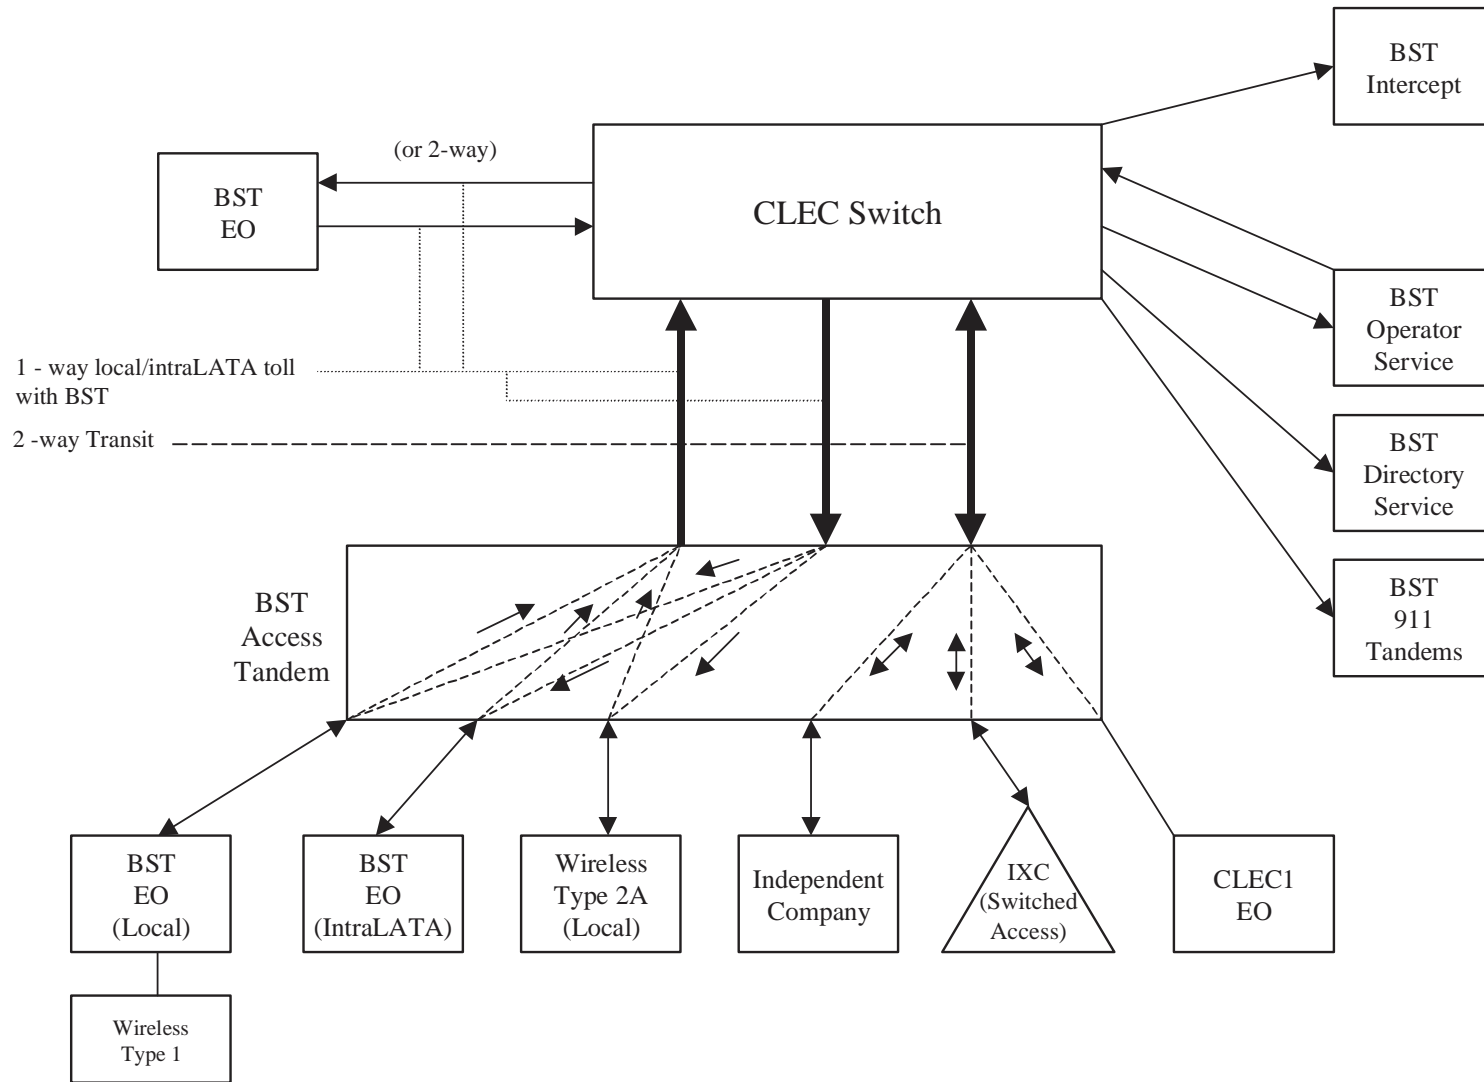 BST
Intercept
(or 2-way)
BST
EO
CLEC Switch
BST
Operator
Service
1 - way local/intraLATA toll
with BST
2 -way Transit
BST
Directory
Service
BST
911
Tandems
BST
Access
Tandem
BST
EO
(Local)
BST
EO
(IntraLATA)
Wireless
Type 2A
(Local)
Independent
Company
IXC
(Switched
Access)
CLEC1
EO
Wireless
Type 1